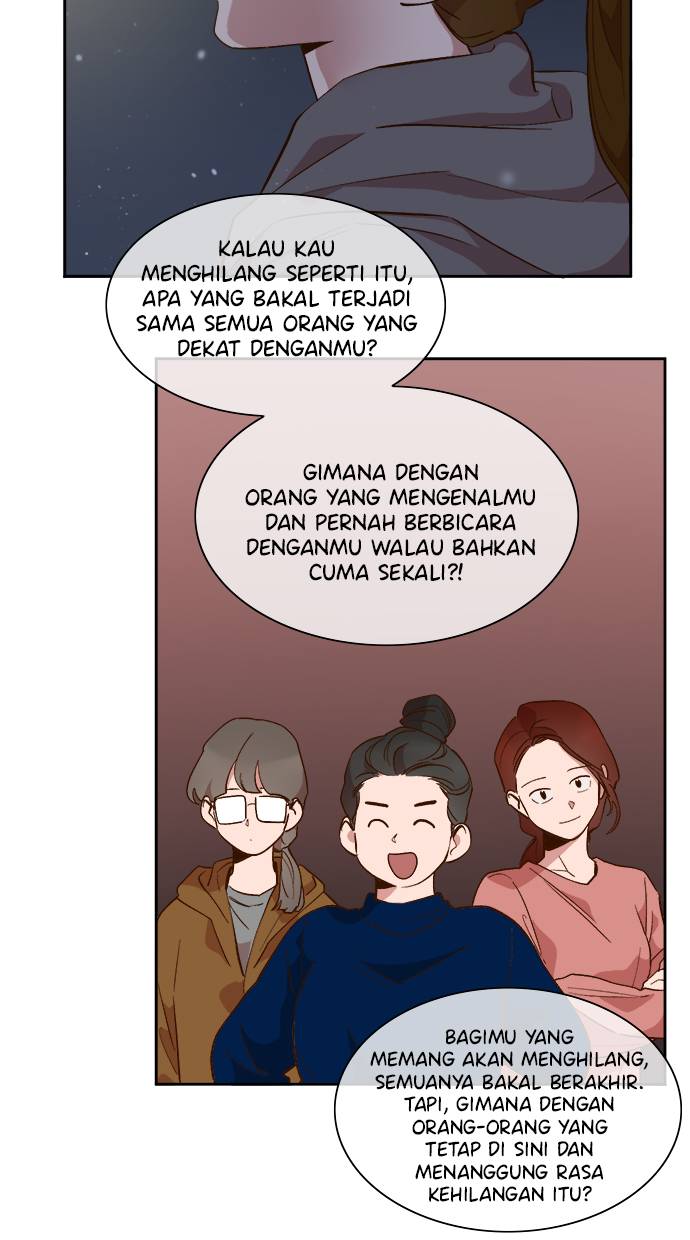 KALAU KAU
MENGHILANG SEPERTI ITU,
APA YANG BAKAL TERJADI
SAMA SEMUA ORANG YANG
DEKAT DENGANMU?
GIMANA DENGAN
ORANG YANG MENGENALMU
DAN PERNAH BERBICARA
DENGANMU WALAU BAHKAN
CUMA SEKALI?!
BAGIMU YANG
MEMANG AKAN MENGHILANG,
SEMUANYA BAKAL BERAKHIR.
TAPI, GIMANA DENGAN
ORANG-ORANG YANG
TETAP DI SINI DAN
MENANGGUNG RASA
KEHILANGAN ITU?